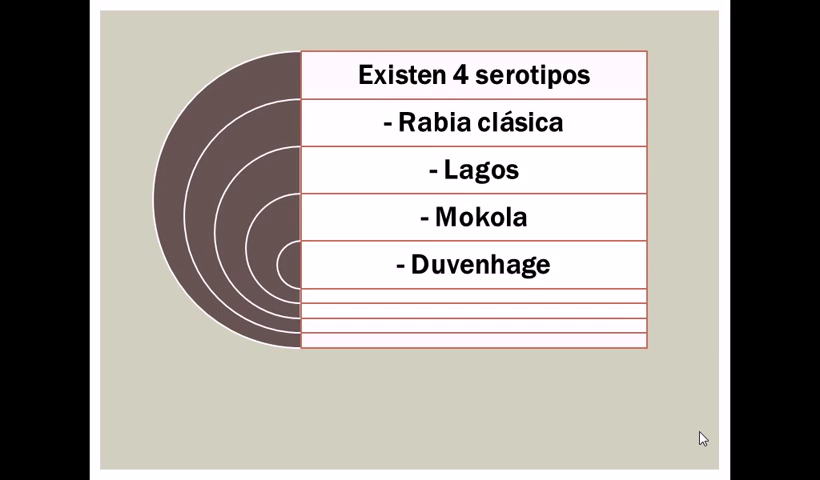 Existen 4 serotipos
- Rabia clásica
- Lagos
- Mokola
- Duvenhage